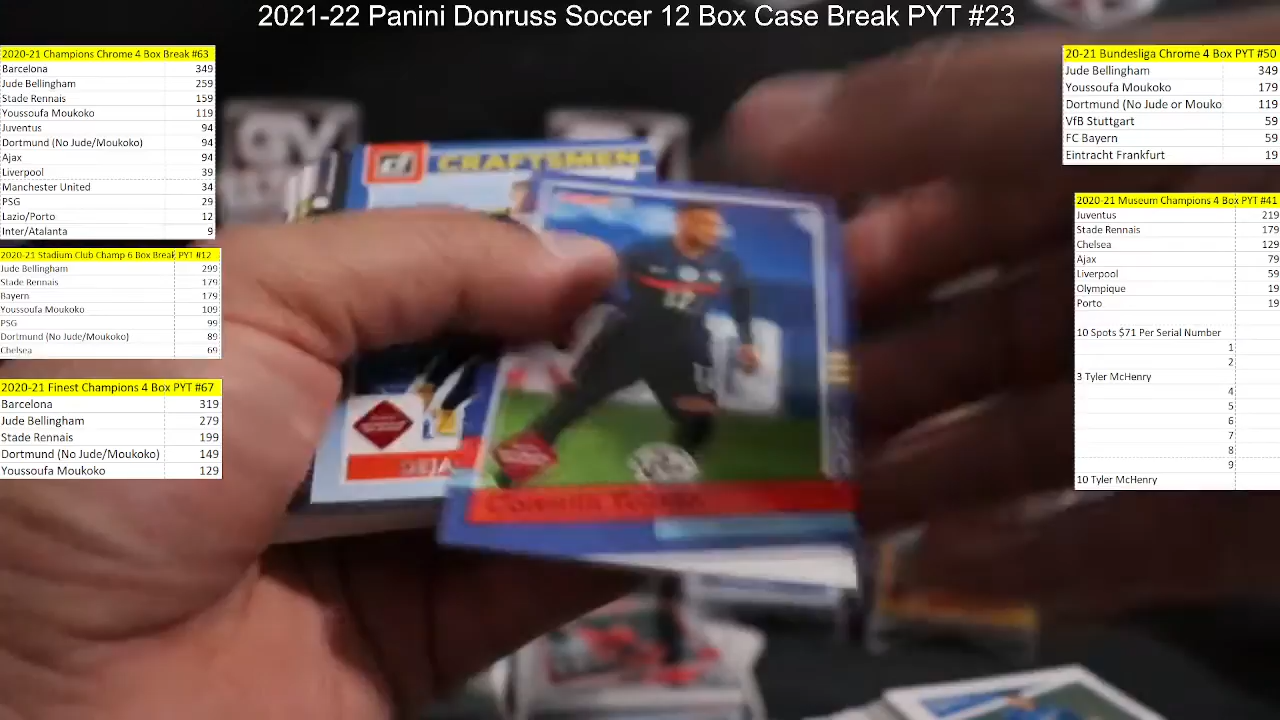 2021-22 Panini Donruss Soccer 12 Box Case Break PYT #23
2020-21 Champions Chrome 4 Box Break #63
Barcelona 349
Jude Bellingham 259
Stade Rennais 159
Youssoufa Moukoko 119
Juventus 94
Dortmund (No Jude/Moukoko) 94
Ajax 94
Liverpool 39
Manchester United 34
PSG 29
Lazio/Porto 12
Inter/Atalanta 9
2020-21 Stadium Club Champ 6 Box Break PYT #12
Jude Bellingham 299
Stade Rennais 179
Bayern 179
Youssoufa Moukoko 109
PSG 99
Dortmund (No Jude/Moukoko) 89
Chelsea 69
2020-21 Finest Champions 4 Box PYT #67
Barcelona 319
Jude Bellingham 279
Stade Rennais 199
Dortmund (No Jude/Moukoko) 149
Youssoufa Moukoko 129
CRAFTSMEN
12
Corentin
20-21 Bundesliga Chrome 4 Box PYT #50
Jude Bellingham 349
Youssoufa Moukoko 179
Dortmund (No Jude or Mouko 119
VfB Stuttgart 59
FC Bayern 59
Eintracht Frankfurt 19
2020-21 Museum Champions 4 Box PYT #41
Juventus 219
Stade Rennais 179
Chelsea 129
Ajax 79
Liverpool 59
Olympique 19
Porto 19
10 Spots $71 Per Serial Number
1
2
3 Tyler McHenry
4
5
6
7
8
9
10 Tyler McHenry